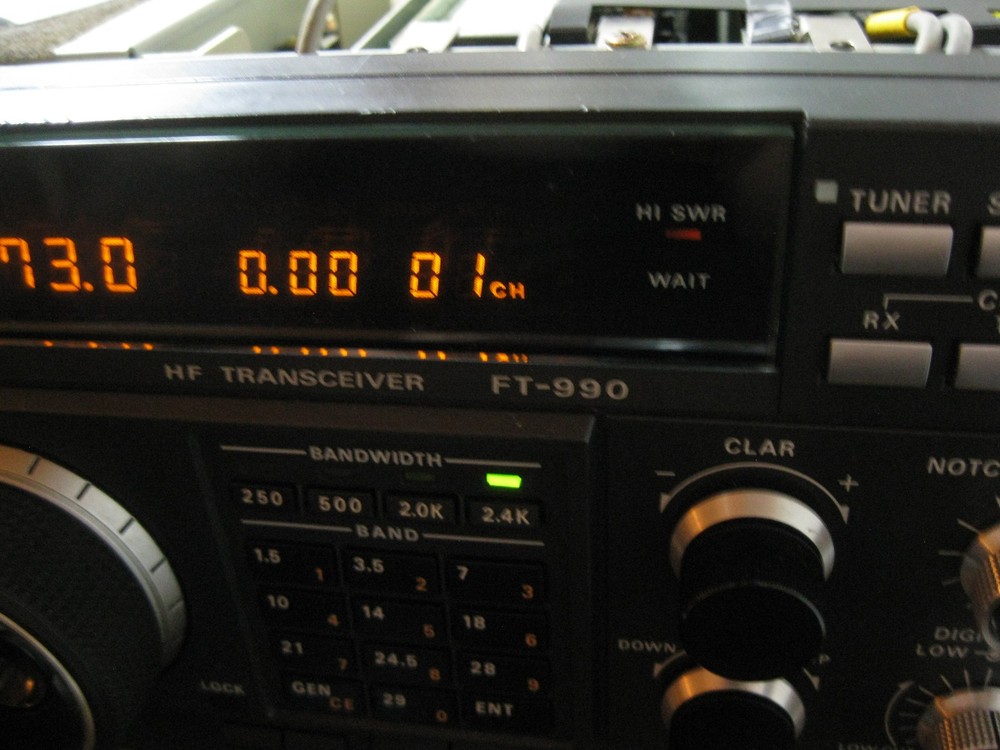 73.0 0.00 01CH
HI SWR
WAIT
TUNER
RX
HF TRANSCEIVER FT-990
BANDWIDTH
250 500 2.0K 2.4K
BAND
1.5 1 3.5 2 7 3
10 4 14 5 18 6
21 7 24.5 8 28 9
GEN CE 29 0 ENT
LOCK
CLAR
- +
DOWN
LOW